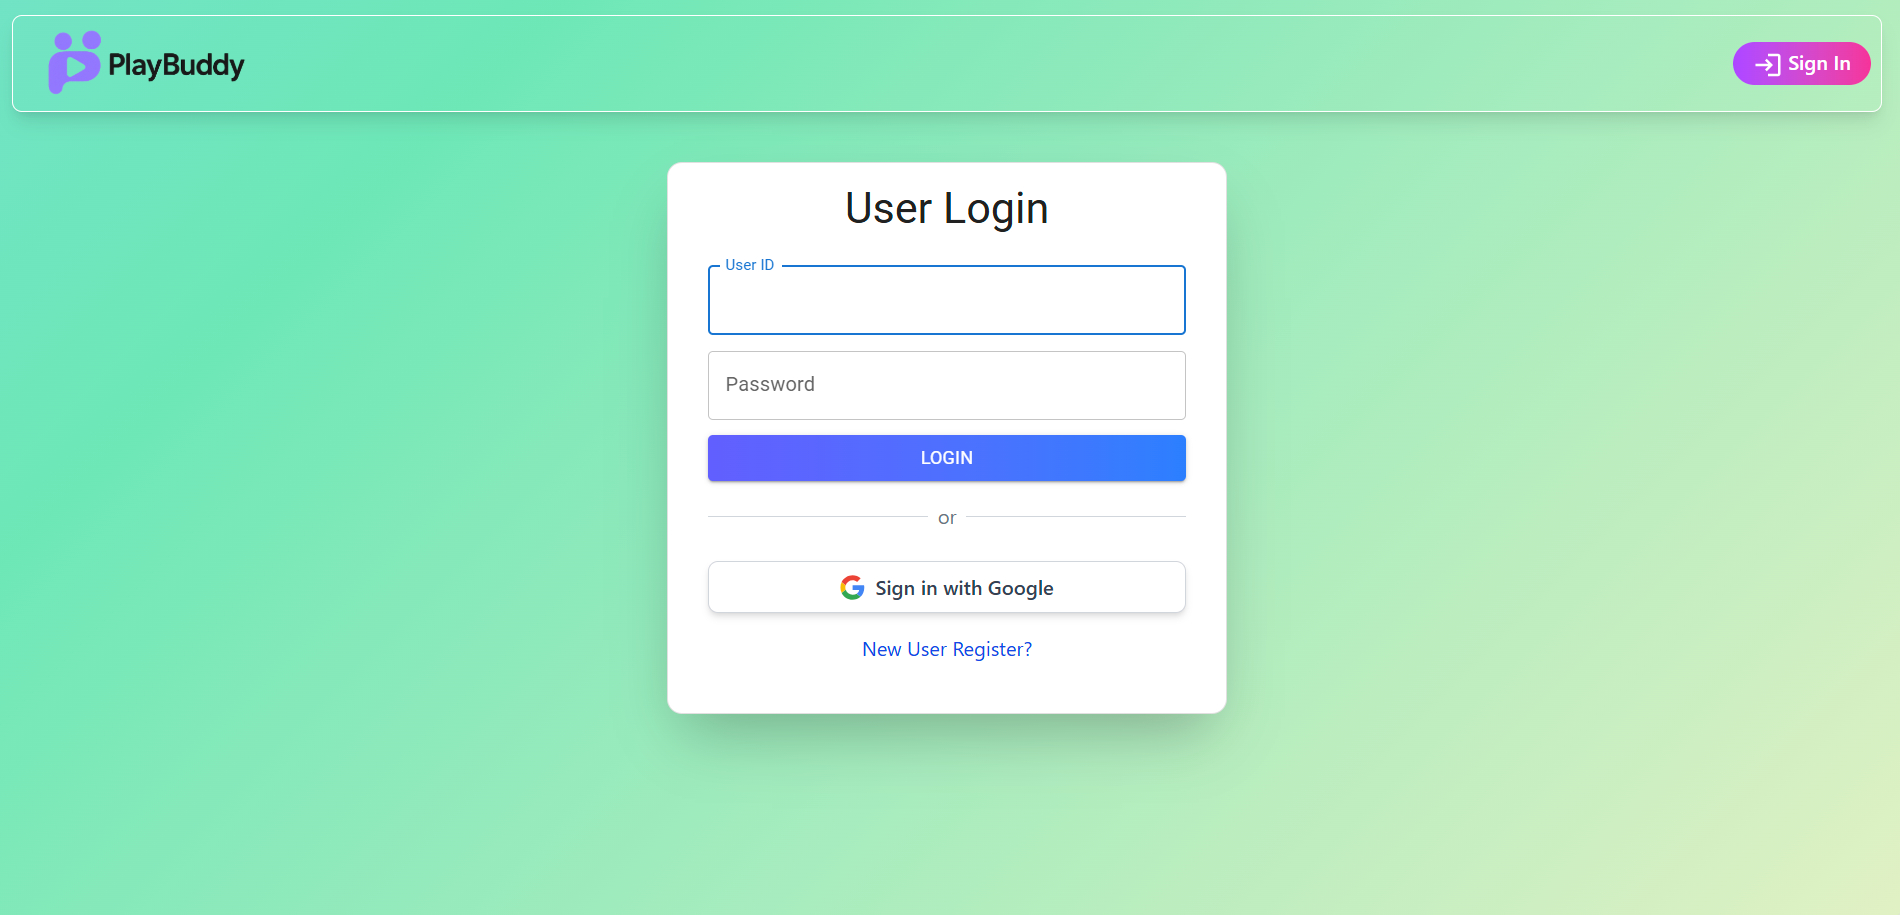 PlayBuddy
Sign In
User Login
User ID
Password
LOGIN
or
Sign in with Google
New User Register?